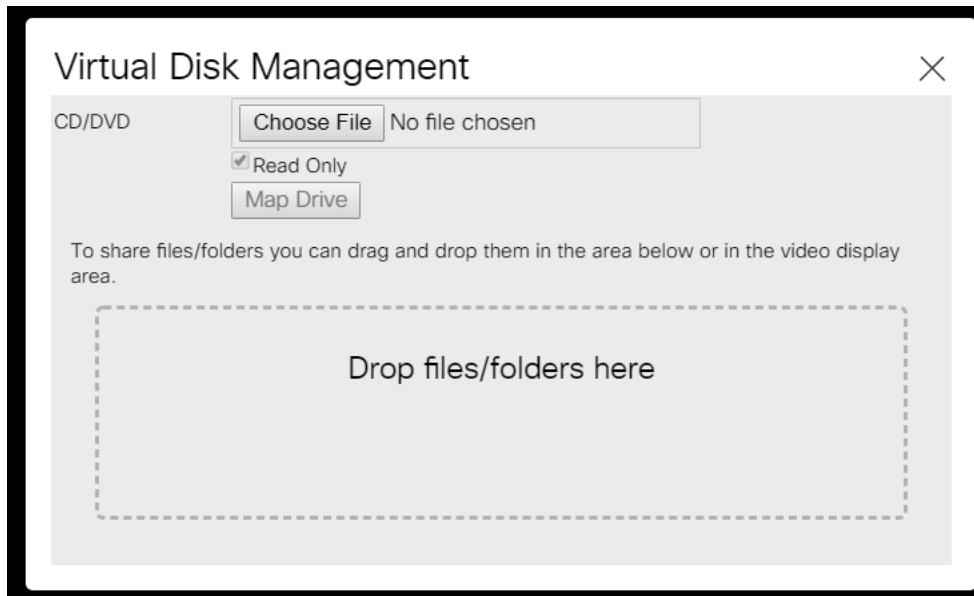 Virtual Disk Management
CD/DVD Choose File No file chosen
Read Only
Map Drive
To share files/folders you can drag and drop them in the area below or in the video display
area.
Drop files/folders here